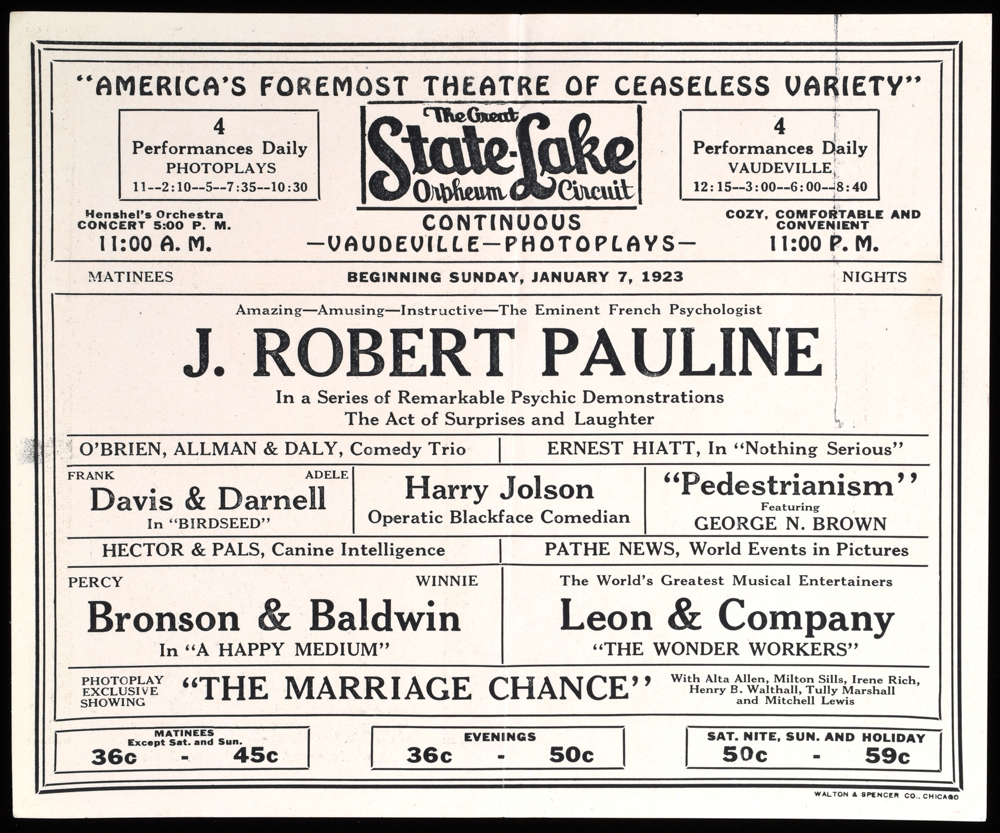 "AMERICA'S FOREMOST THEATRE OF CEASELESS VARIETY"
4
Performances Daily
PHOTOPLAYS
11--2:10--5--7:35--10:30
The Great
State-Lake
Orpheum Circuit
4
Performances Daily
VAUDEVILLE
12:15--3:00--6:00--8:40
Henshel's Orchestra
CONCERT 5:00 P. M.
11:00 A. M.
CONTINUOUS
—VAUDEVILLE—PHOTOPLAYS—
COZY, COMFORTABLE AND
CONVENIENT
11:00 P. M.
MATINEES
BEGINNING SUNDAY, JANUARY 7, 1923
NIGHTS
Amazing—Amusing—Instructive—The Eminent French Psychologist
J. ROBERT PAULINE
In a Series of Remarkable Psychic Demonstrations
The Act of Surprises and Laughter
O'BRIEN, ALLMAN & DALY, Comedy Trio
ERNEST HIATT, In "Nothing Serious"
FRANK ADELE
Davis & Darnell
In "BIRDSEED"
Harry Jolson
Operatic Blackface Comedian
"Pedestrianism"
Featuring
GEORGE N. BROWN
HECTOR & PALS, Canine Intelligence
PATHE NEWS, World Events in Pictures
PERCY WINNIE
Bronson & Baldwin
In "A HAPPY MEDIUM"
The World's Greatest Musical Entertainers
Leon & Company
"THE WONDER WORKERS"
PHOTOPLAY
EXCLUSIVE
SHOWING
"THE MARRIAGE CHANCE"
With Alta Allen, Milton Sills, Irene Rich,
Henry B. Walthall, Tully Marshall
and Mitchell Lewis
MATINEES
Except Sat. and Sun.
36c - 45c
EVENINGS
36c - 50c
SAT. NITE, SUN. AND HOLIDAY
50c - 59c
WALTON & SPENCER CO., CHICAGO